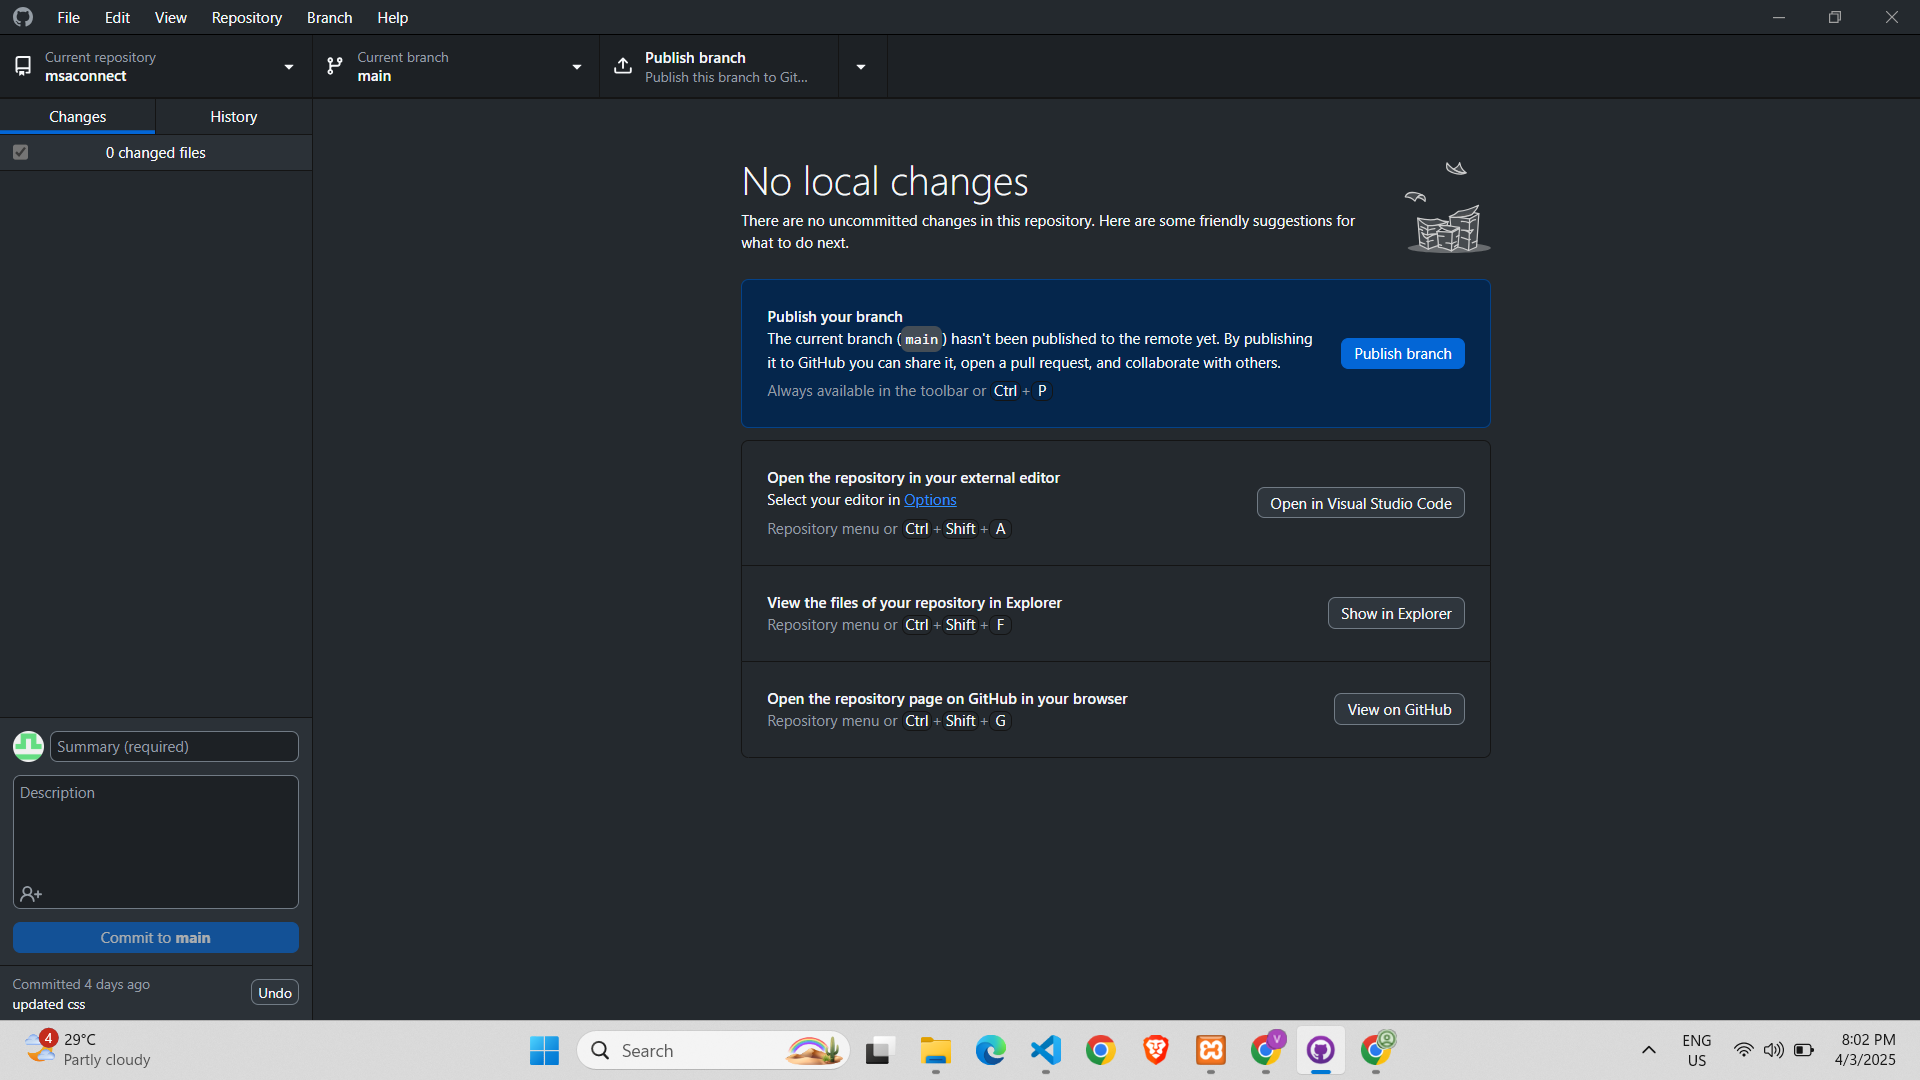 File Edit View Repository Branch Help
Current repository
msaconnect
Current branch
main
Publish branch
Publish this branch to Git...
Changes History
0 changed files
No local changes
There are no uncommitted changes in this repository. Here are some friendly suggestions for
what to do next.
Publish your branch
The current branch (main) hasn't been published to the remote yet. By publishing
it to GitHub you can share it, open a pull request, and collaborate with others.
Always available in the toolbar or Ctrl + P
Publish branch
Open the repository in your external editor
Select your editor in Options
Repository menu or Ctrl + Shift + A
Open in Visual Studio Code
View the files of your repository in Explorer
Repository menu or Ctrl + Shift + F
Show in Explorer
Open the repository page on GitHub in your browser
Repository menu or Ctrl + Shift + G
View on GitHub
Summary (required)
Description
Commit to main
Committed 4 days ago
updated css
Undo
4
29°C
Partly cloudy
Search
V
ENG
US
8:02 PM
4/3/2025